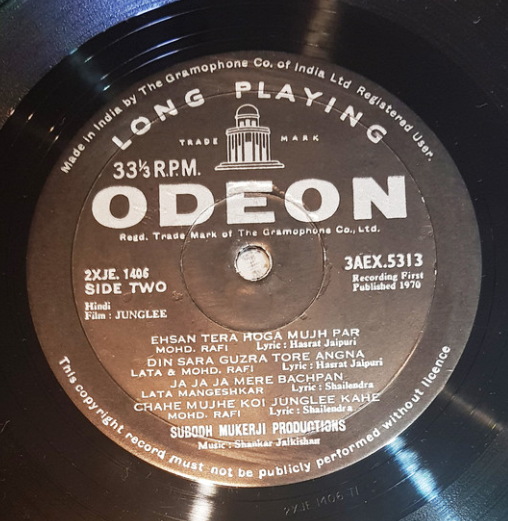 Made in India by The Gramophone Co. of India Ltd Registered User.
LONG PLAYING
TRADE MARK
33⅓ R.P.M.
ODEON
Regd. Trade Mark of The Gramophone Co., Ltd.
2XJE. 1406
SIDE TWO
3AEX.5313
Recording First
Published 1970
Hindi
Film : JUNGLEE
EHSAN TERA HOGA MUJH PAR
MOHD. RAFI Lyric : Hasrat Jaipuri
DIN SARA GUZRA TORE ANGNA
LATA & MOHD. RAFI Lyric : Hasrat Jaipuri
JA JA JA MERE BACHPAN
LATA MANGESHKAR Lyric : Shailendra
CHAHE MUJHE KOI JUNGLEE KAHE
MOHD. RAFI Lyric : Shailendra
SUBODH MUKERJI PRODUCTIONS
Music : Shankar Jaikishan
This copyright record must not be publicly performed without licence
2XJE 1406 T1